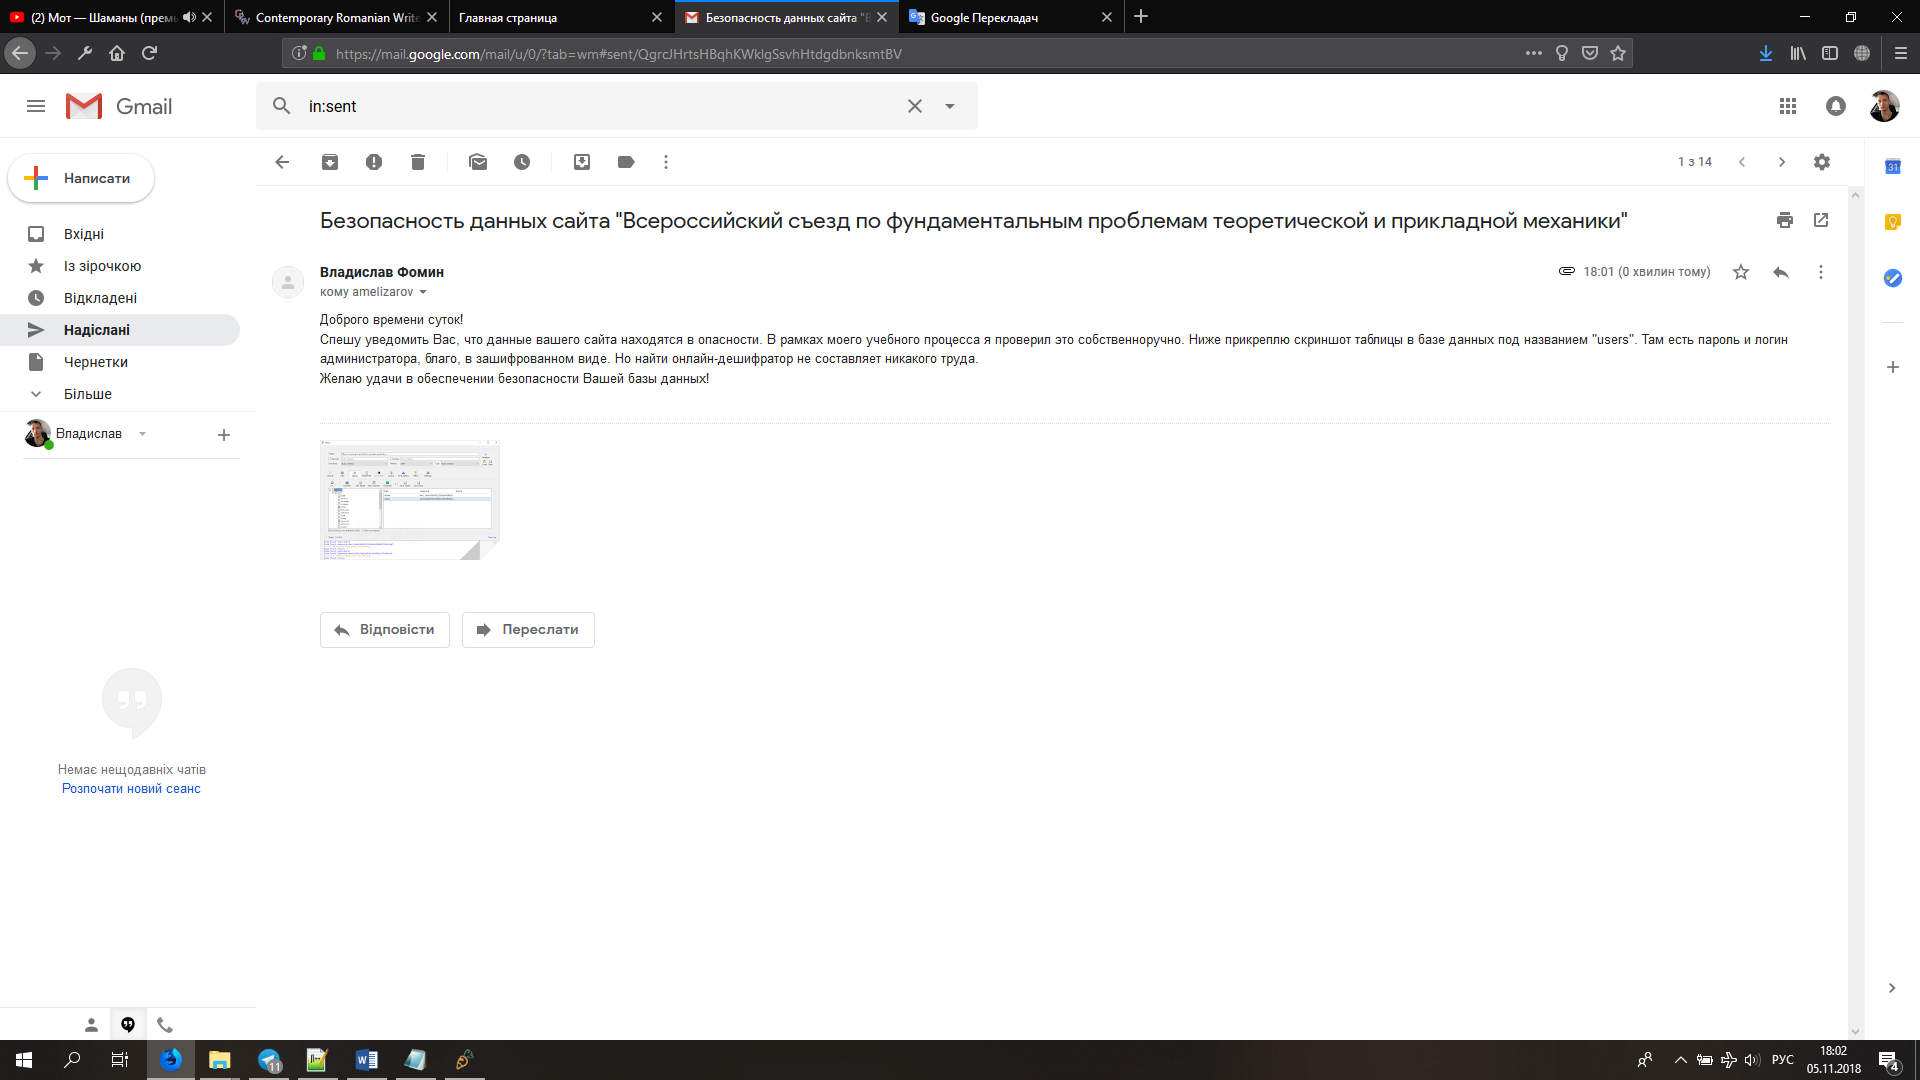 (2) Мот — Шаманы (премь
Contemporary Romanian Write
Главная страница
Безопасность данных сайта "В
Google Перекладач
https://mail.google.com/mail/u/0/?tab=wm#sent/QgrcJHrtsHBqhKWklgSsvhHtdgdbnksmtBV
Gmail
in:sent
Написати
1 з 14
Вхідні
Із зірочкою
Відкладені
Надіслані
Чернетки
Більше
Владислав
Безопасность данных сайта "Всероссийский съезд по фундаментальным проблемам теоретической и прикладной механики"
Владислав Фомин
18:01 (0 хвилин тому)
кому amelizarov
Доброго времени суток!
Спешу уведомить Вас, что данные вашего сайта находятся в опасности. В рамках моего учебного процесса я проверил это собственноручно. Ниже прикреплю скриншот таблицы в базе данных под названием "users". Там есть пароль и логин
администратора, благо, в зашифрованном виде. Но найти онлайн-дешифратор не составляет никакого труда.
Желаю удачи в обеспечении безопасности Вашей базы данных!
Відповісти
Переслати
Немає нещодавніх чатів
Розпочати новий сеанс
31
11
РУС
18:02
05.11.2018
4